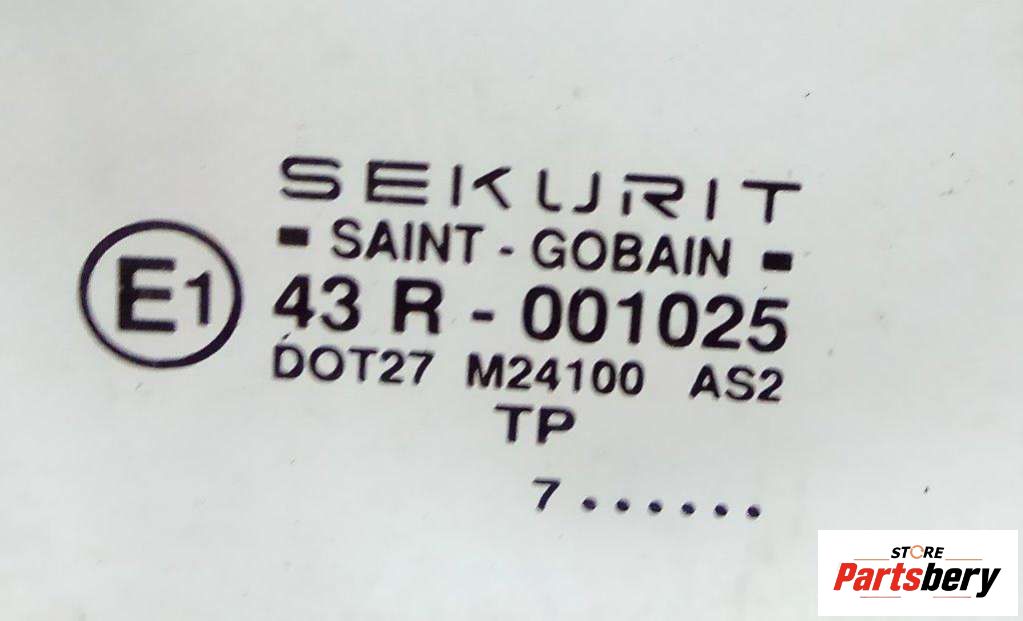 SEKURIT
SAINT - GOBAIN
E1
43 R - 001025
DOT27 M24100 AS2
TP
7......
STORE
Partsbery